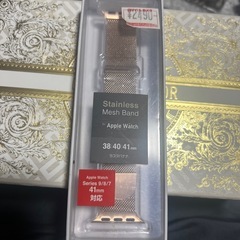 ¥2490
Stainless
Mesh Band
Apple Watch
38 40 41mm
Apple Watch
Series 9/8/7
41mm
対応